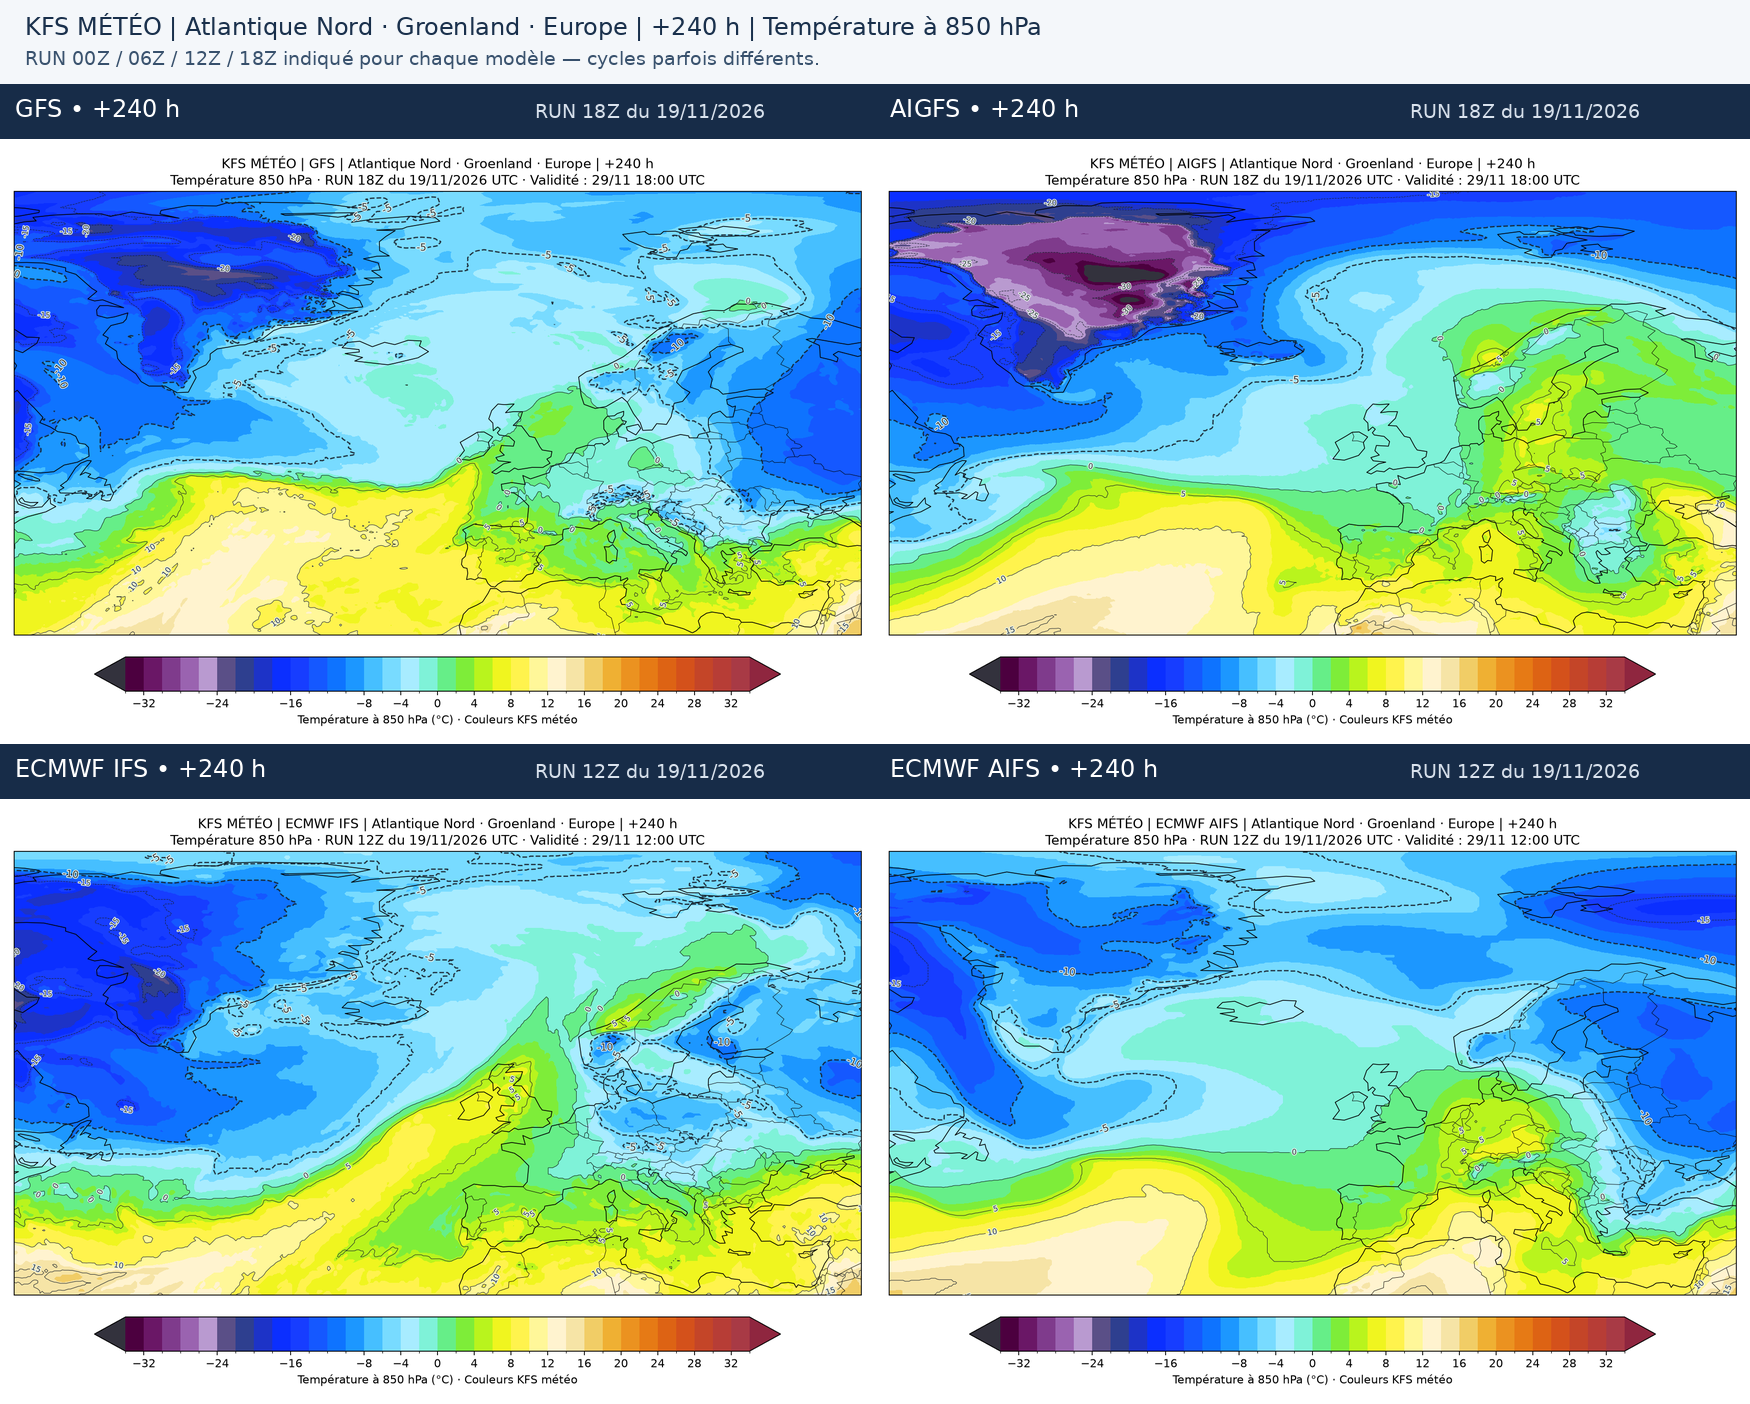 KFS MÉTÉO | Atlantique Nord · Groenland · Europe | +240 h | Température à 850 hPa
RUN 00Z / 06Z / 12Z / 18Z indiqué pour chaque modèle — cycles parfois différents.
GFS • +240 h
RUN 18Z du 19/11/2026
AIGFS • +240 h
RUN 18Z du 19/11/2026
KFS MÉTÉO | GFS | Atlantique Nord · Groenland · Europe | +240 h
Température 850 hPa · RUN 18Z du 19/11/2026 UTC · Validité : 29/11 18:00 UTC
KFS MÉTÉO | AIGFS | Atlantique Nord · Groenland · Europe | +240 h
Température 850 hPa · RUN 18Z du 19/11/2026 UTC · Validité : 29/11 18:00 UTC
−32 −24 −16 −8 −4 0 4 8 12 16 20 24 28 32
Température à 850 hPa (°C) · Couleurs KFS météo
−32 −24 −16 −8 −4 0 4 8 12 16 20 24 28 32
Température à 850 hPa (°C) · Couleurs KFS météo
ECMWF IFS • +240 h
RUN 12Z du 19/11/2026
ECMWF AIFS • +240 h
RUN 12Z du 19/11/2026
KFS MÉTÉO | ECMWF IFS | Atlantique Nord · Groenland · Europe | +240 h
Température 850 hPa · RUN 12Z du 19/11/2026 UTC · Validité : 29/11 12:00 UTC
KFS MÉTÉO | ECMWF AIFS | Atlantique Nord · Groenland · Europe | +240 h
Température 850 hPa · RUN 12Z du 19/11/2026 UTC · Validité : 29/11 12:00 UTC
−32 −24 −16 −8 −4 0 4 8 12 16 20 24 28 32
Température à 850 hPa (°C) · Couleurs KFS météo
−32 −24 −16 −8 −4 0 4 8 12 16 20 24 28 32
Température à 850 hPa (°C) · Couleurs KFS météo